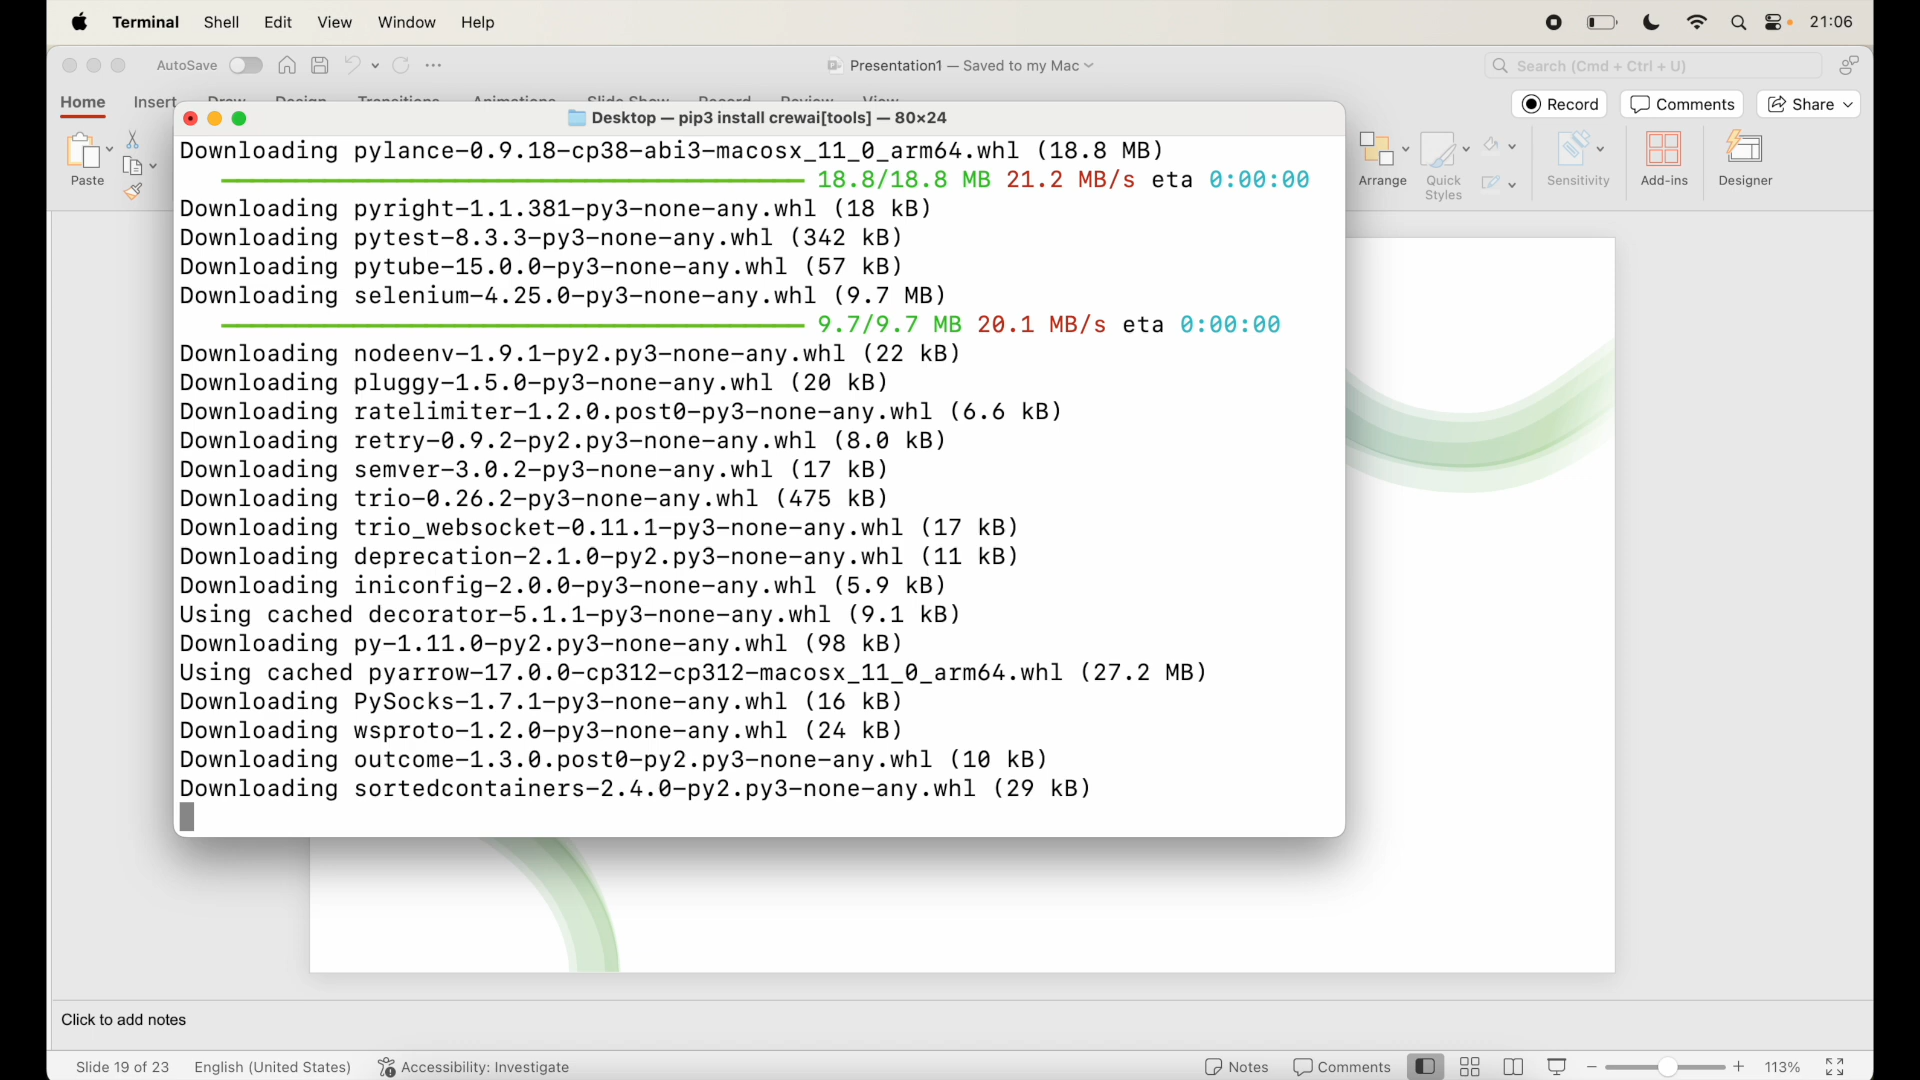 Terminal Shell Edit View Window Help 21:06
AutoSave Presentation1 — Saved to my Mac Search (Cmd + Ctrl + U)
Home Insert Draw Design Transitions Animations Slide Show Record Review View Record Comments Share
Paste Arrange Quick Styles Sensitivity Add-ins Designer
Desktop — pip3 install crewai[tools] — 80×24
Downloading pylance-0.9.18-cp38-abi3-macosx_11_0_arm64.whl (18.8 MB)
18.8/18.8 MB 21.2 MB/s eta 0:00:00
Downloading pyright-1.1.381-py3-none-any.whl (18 kB)
Downloading pytest-8.3.3-py3-none-any.whl (342 kB)
Downloading pytube-15.0.0-py3-none-any.whl (57 kB)
Downloading selenium-4.25.0-py3-none-any.whl (9.7 MB)
9.7/9.7 MB 20.1 MB/s eta 0:00:00
Downloading nodeenv-1.9.1-py2.py3-none-any.whl (22 kB)
Downloading pluggy-1.5.0-py3-none-any.whl (20 kB)
Downloading ratelimiter-1.2.0.post0-py3-none-any.whl (6.6 kB)
Downloading retry-0.9.2-py2.py3-none-any.whl (8.0 kB)
Downloading semver-3.0.2-py3-none-any.whl (17 kB)
Downloading trio-0.26.2-py3-none-any.whl (475 kB)
Downloading trio_websocket-0.11.1-py3-none-any.whl (17 kB)
Downloading deprecation-2.1.0-py2.py3-none-any.whl (11 kB)
Downloading iniconfig-2.0.0-py3-none-any.whl (5.9 kB)
Using cached decorator-5.1.1-py3-none-any.whl (9.1 kB)
Downloading py-1.11.0-py2.py3-none-any.whl (98 kB)
Using cached pyarrow-17.0.0-cp312-cp312-macosx_11_0_arm64.whl (27.2 MB)
Downloading PySocks-1.7.1-py3-none-any.whl (16 kB)
Downloading wsproto-1.2.0-py3-none-any.whl (24 kB)
Downloading outcome-1.3.0.post0-py2.py3-none-any.whl (10 kB)
Downloading sortedcontainers-2.4.0-py2.py3-none-any.whl (29 kB)
Click to add notes
Slide 19 of 23 English (United States) Accessibility: Investigate Notes Comments 113%